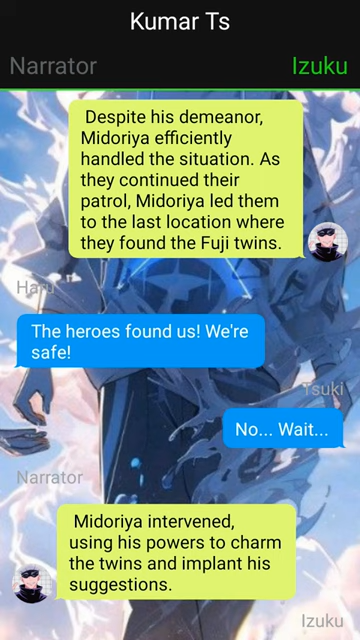 Kumar Ts
Narrator
Izuku
Despite his demeanor,
Midoriya efficiently
handled the situation. As
they continued their
patrol, Midoriya led them
to the last location where
they found the Fuji twins.
Haru
The heroes found us! We're
safe!
Tsuki
No... Wait...
Narrator
Midoriya intervened,
using his powers to charm
the twins and implant his
suggestions.
Izuku